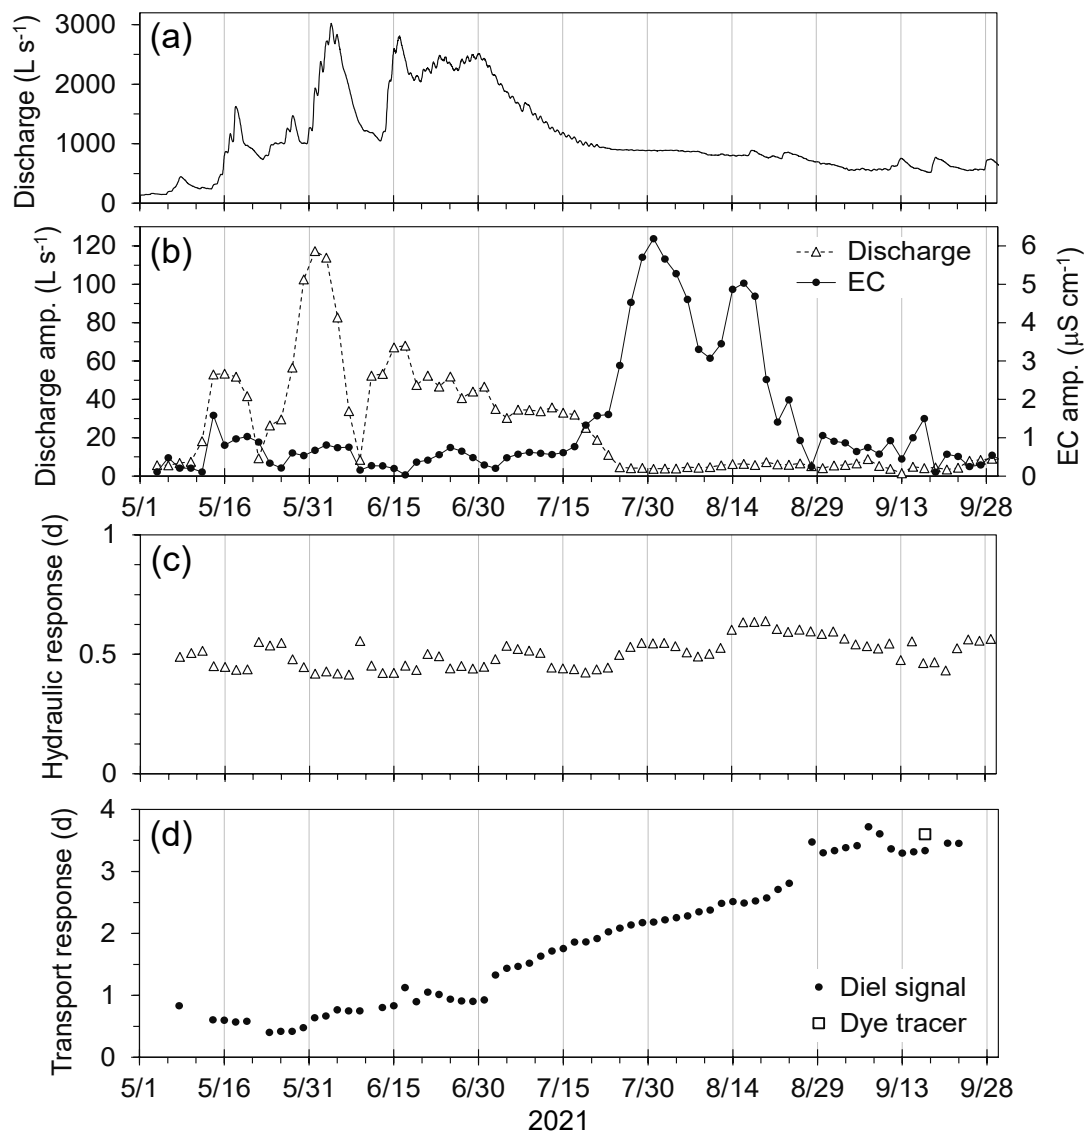 (a)
Discharge (L s-1)
3000
2000
1000
0
(b)
Discharge amp. (L s-1)
120
100
80
60
40
20
0
Discharge
EC
6
5
4
3
2
1
0
EC amp. (μS cm-1)
5/1 5/16 5/31 6/15 6/30 7/15 7/30 8/14 8/29 9/13 9/28
(c)
Hydraulic response (d)
1
0.5
0
(d)
Transport response (d)
4
3
2
1
0
Diel signal
Dye tracer
5/1 5/16 5/31 6/15 6/30 7/15 7/30 8/14 8/29 9/13 9/28
2021